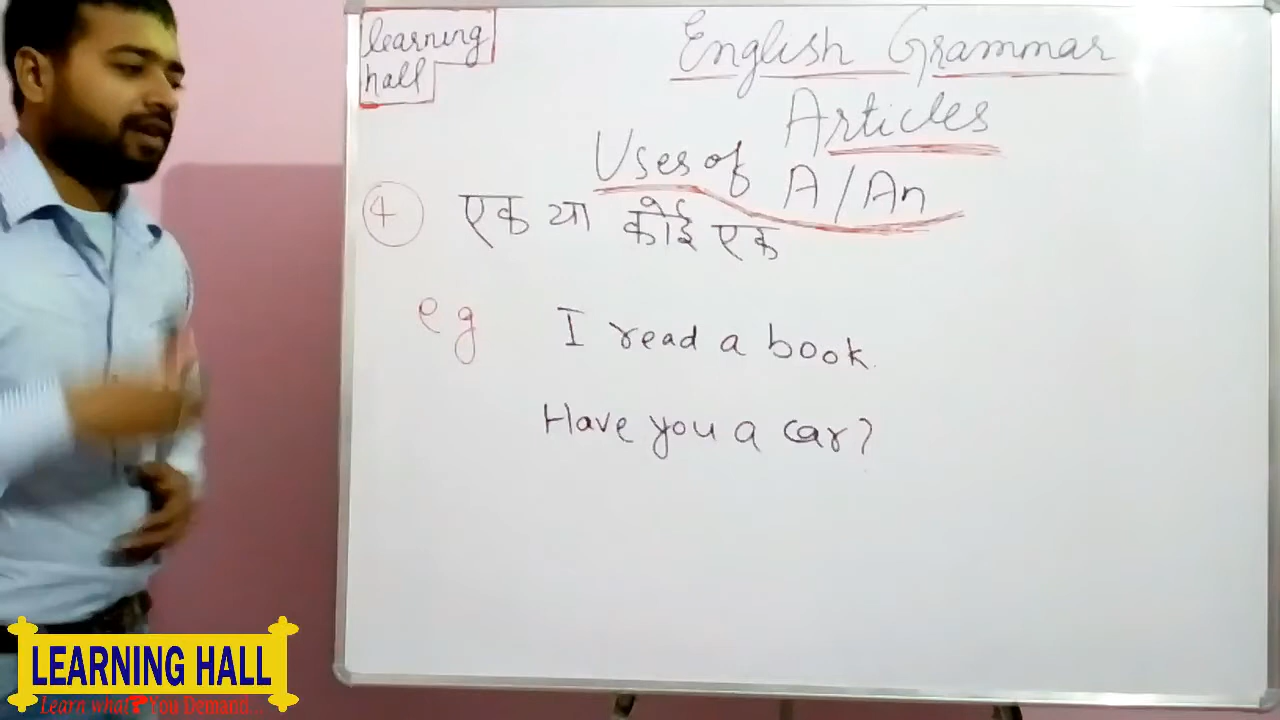 learning
hall
English Grammar
Articles
Uses of A/An
4 एक या कोई एक
eg I read a book.
Have you a car?
LEARNING HALL
Learn what? You Demand...